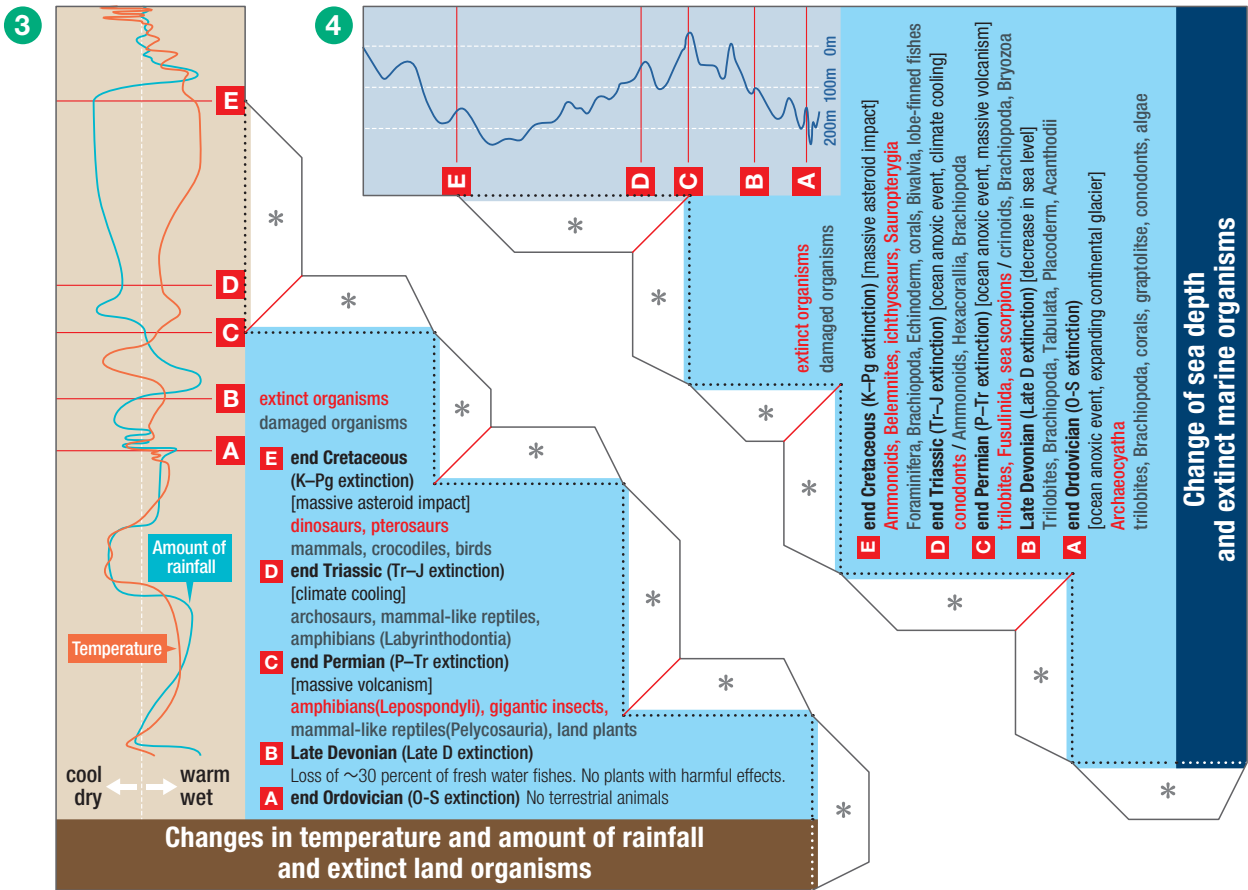 3
E
D
C
B
A
Amount of
rainfall
Temperature
cool
dry
warm
wet
*
*
*
*
*
*
*
extinct organisms
damaged organisms
E end Cretaceous
(K–Pg extinction)
[massive asteroid impact]
dinosaurs, pterosaurs
mammals, crocodiles, birds
D end Triassic (Tr–J extinction)
[climate cooling]
archosaurs, mammal-like reptiles,
amphibians (Labyrinthodontia)
C end Permian (P–Tr extinction)
[massive volcanism]
amphibians(Lepospondyli), gigantic insects,
mammal-like reptiles(Pelycosauria), land plants
B Late Devonian (Late D extinction)
Loss of ~30 percent of fresh water fishes. No plants with harmful effects.
A end Ordovician (O-S extinction) No terrestrial animals
Changes in temperature and amount of rainfall
and extinct land organisms
4
0m
100m
200m
E
D
C
B
A
*
*
*
*
*
*
*
extinct organisms
damaged organisms
E end Cretaceous (K–Pg extinction) [massive asteroid impact]
Ammonoids, Belemnites, ichthyosaurs, Sauropterygia
Foraminifera, Brachiopoda, Echinoderm, corals, Bivalvia, lobe-finned fishes
D end Triassic (Tr–J extinction) [ocean anoxic event, climate cooling]
conodonts / Ammonoids, Hexacorallia, Brachiopoda
C end Permian (P–Tr extinction) [ocean anoxic event, massive volcanism]
trilobites, Fusulinida, sea scorpions / crinoids, Brachiopoda, Bryozoa
B Late Devonian (Late D extinction) [decrease in sea level]
Trilobites, Brachiopoda, Tabulata, Placoderm, Acanthodii
A end Ordovician (O-S extinction)
[ocean anoxic event, expanding continental glacier]
Archaeocyatha
trilobites, Brachiopoda, corals, graptolitse, conodonts, algae
Change of sea depth
and extinct marine organisms